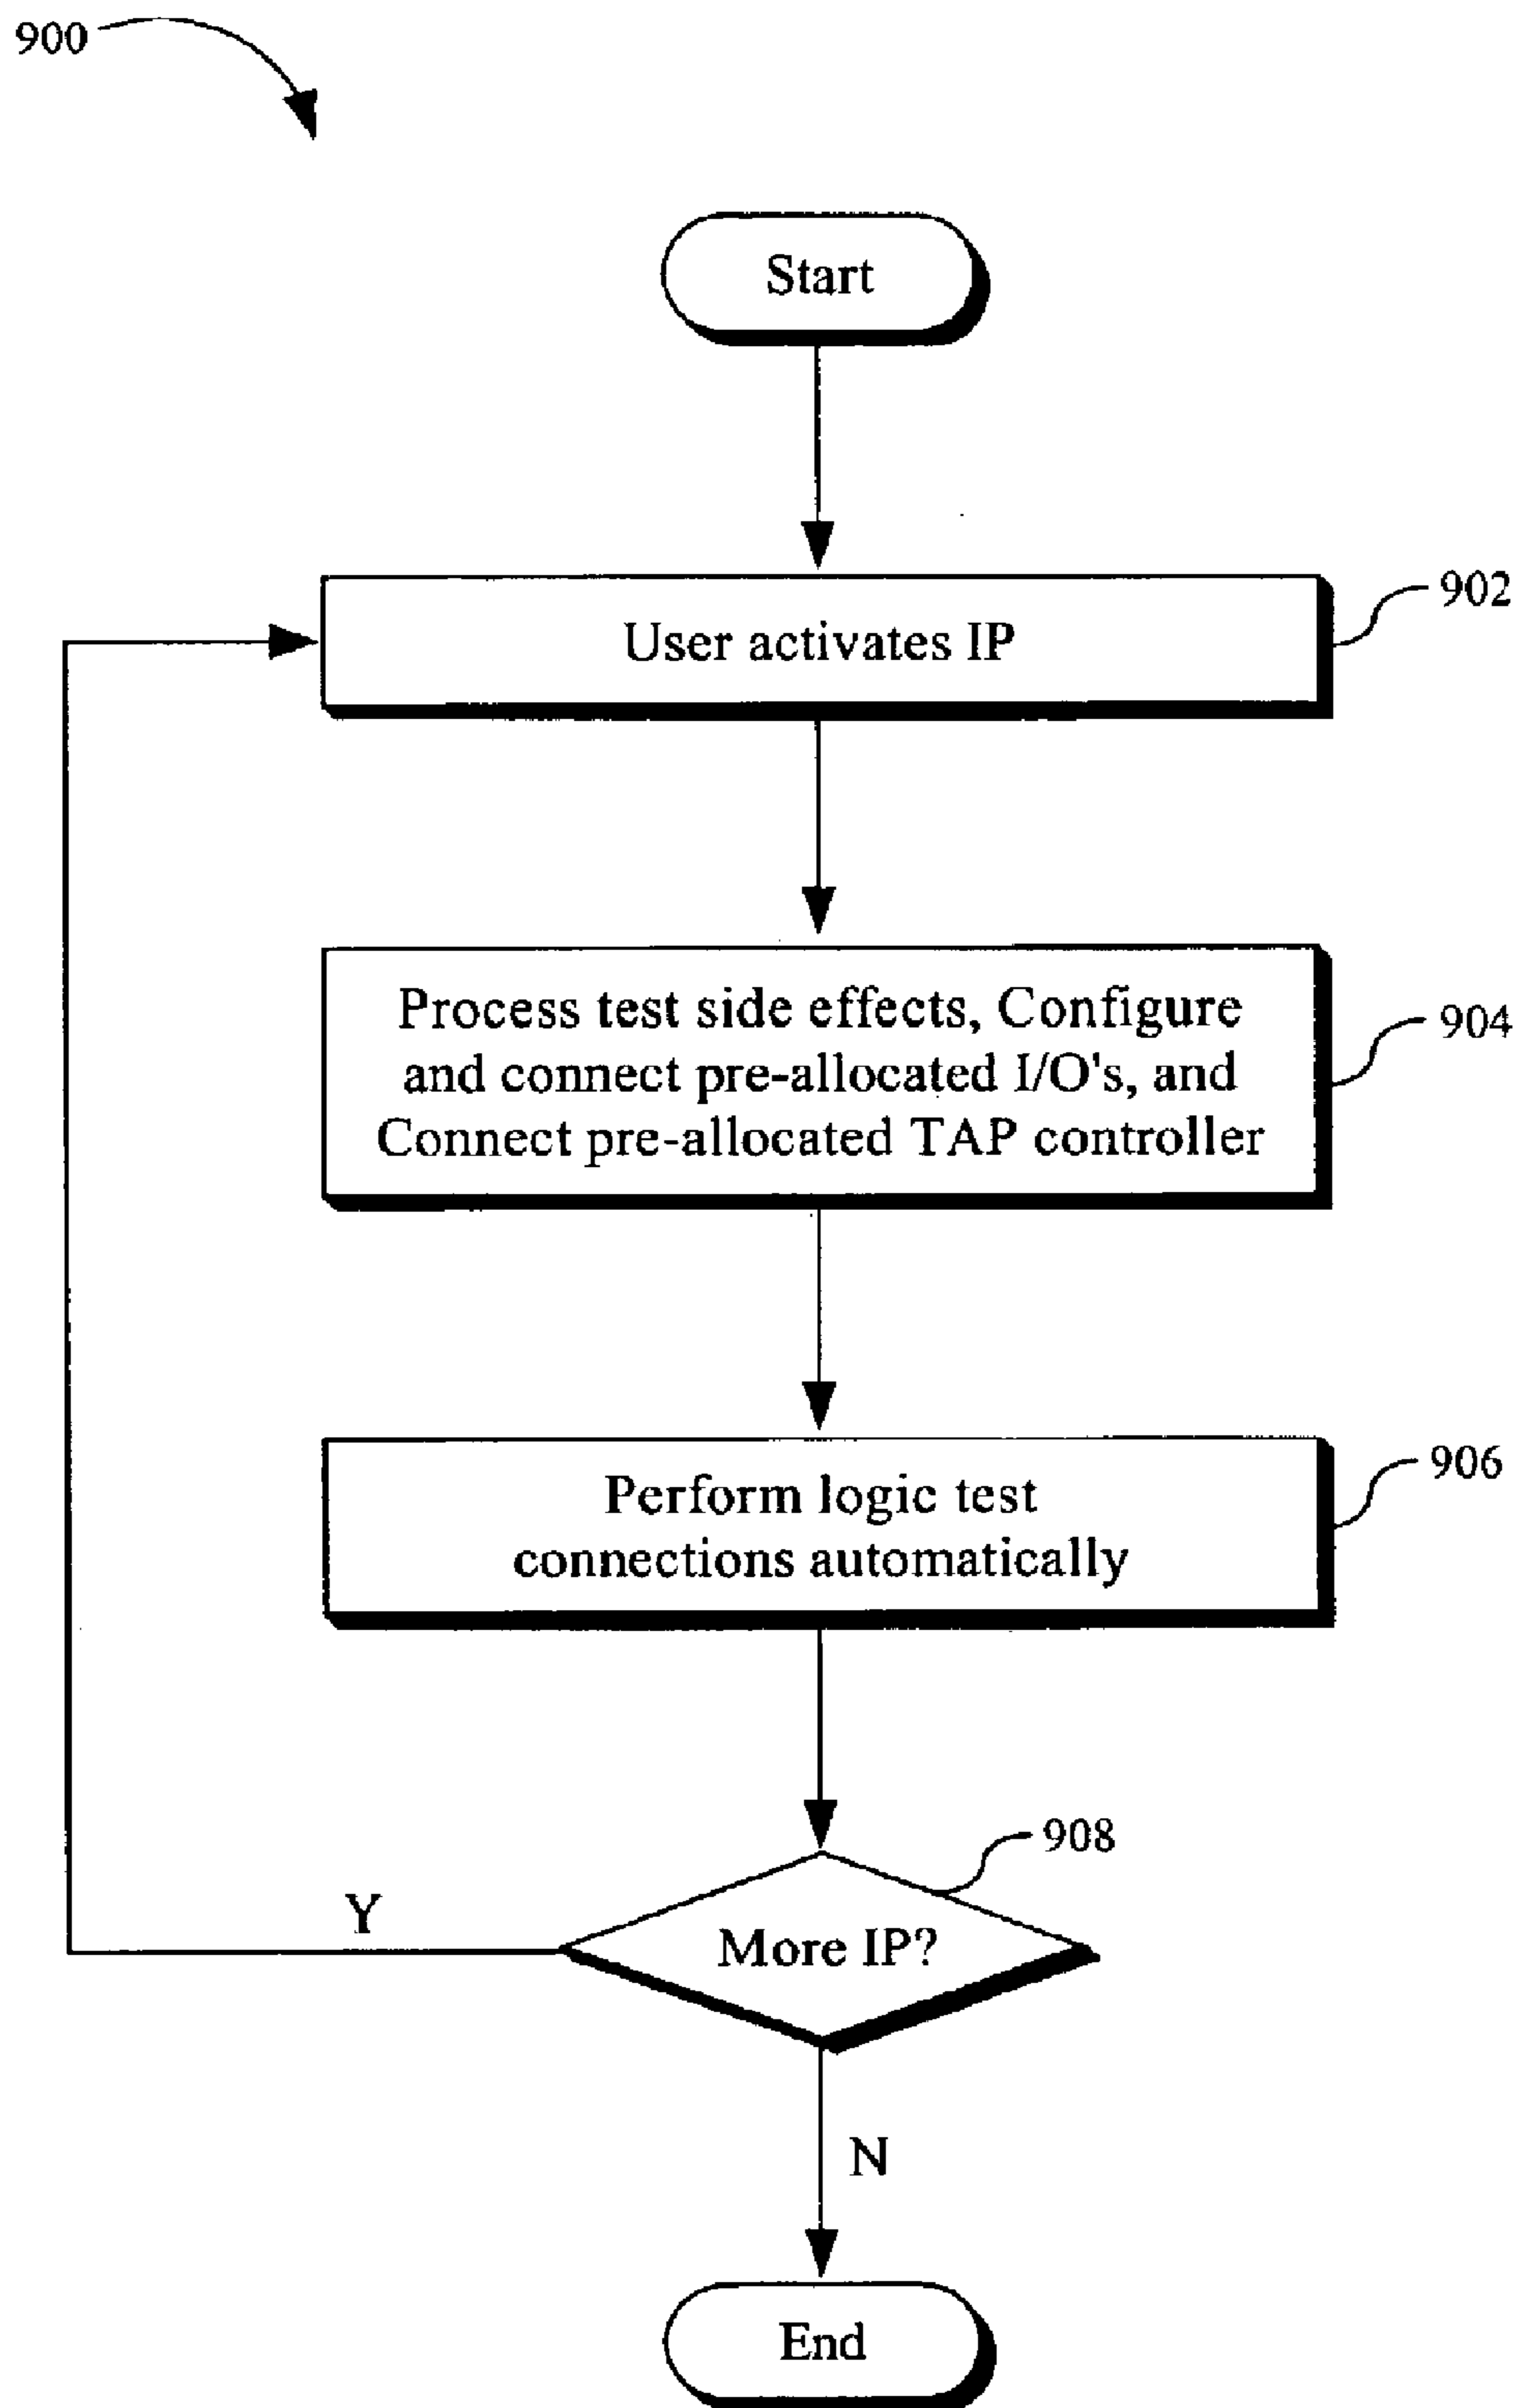 900
Start
User activates IP
902
Process test side effects, Configure
and connect pre-allocated I/O's, and
Connect pre-allocated TAP controller
904
Perform logic test
connections automatically
906
908
More IP?
Y
N
End